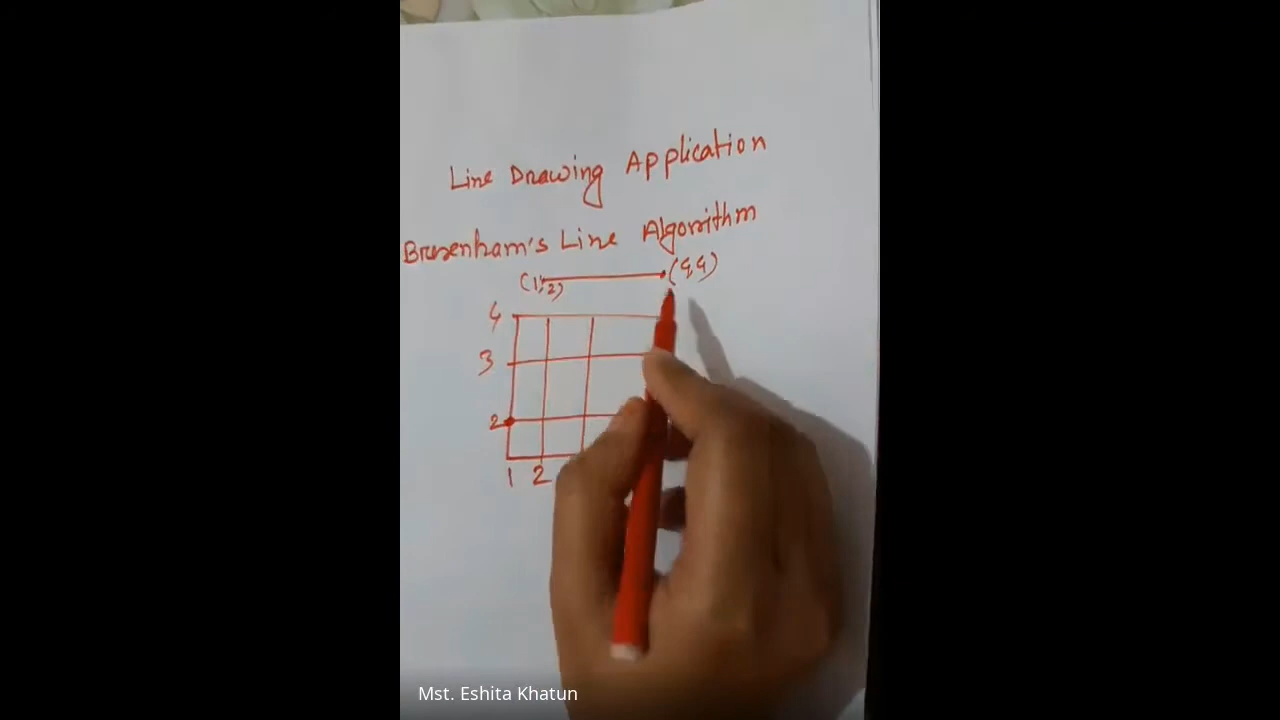 Line Drawing Application
Bresenham's Line Algorithm
(1,2) (4,4)
4
3
2
1 2
Mst. Eshita Khatun